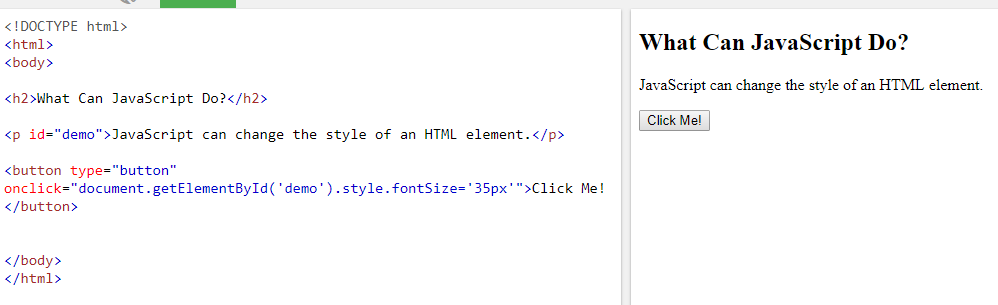 <!DOCTYPE html>
<html>
<body>
<h2>What Can JavaScript Do?</h2>
<p id="demo">JavaScript can change the style of an HTML element.</p>
<button type="button"
onclick="document.getElementById('demo').style.fontSize='35px'">Click Me!
</button>
</body>
</html>
What Can JavaScript Do?
JavaScript can change the style of an HTML element.
Click Me!